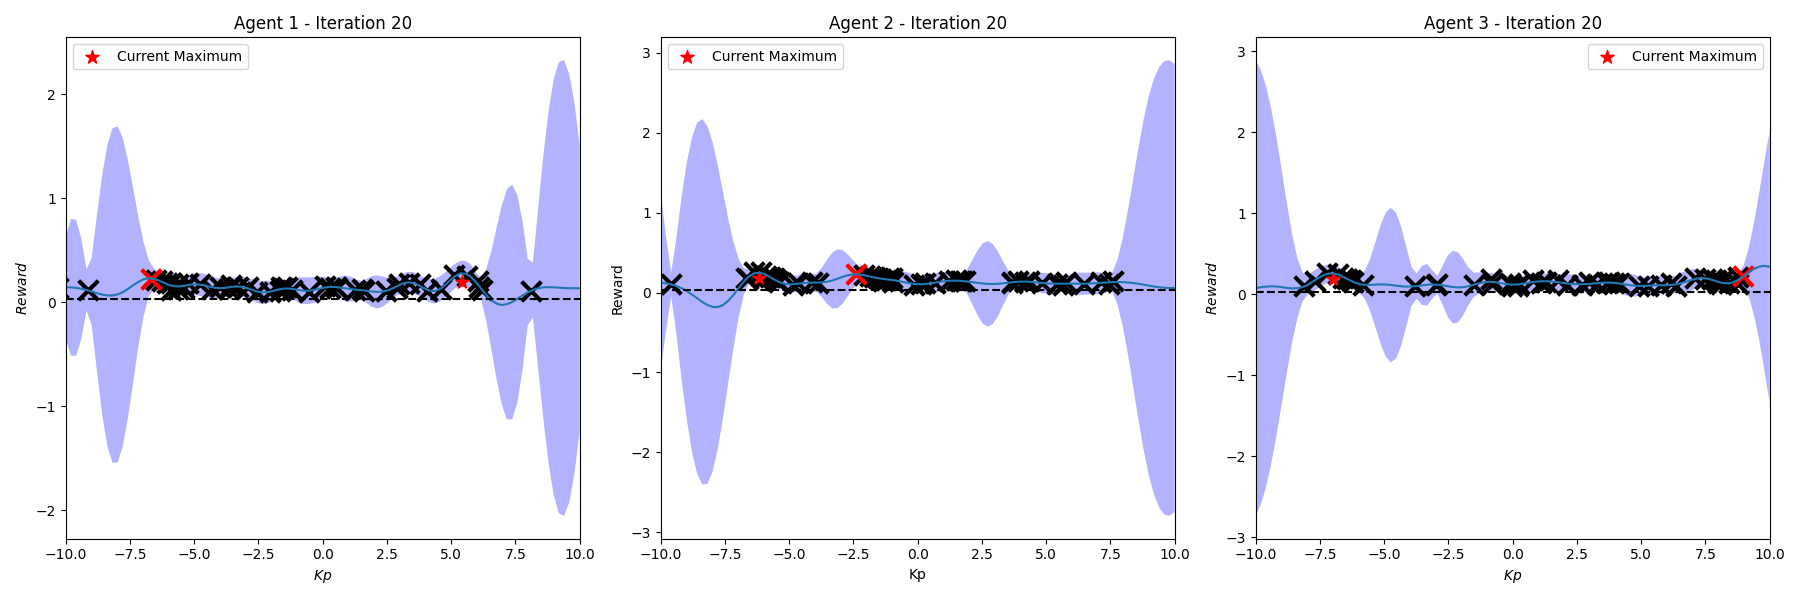 Agent 1 - Iteration 20
Current Maximum
2
1
0
−1
−2
Reward
−10.0 −7.5 −5.0 −2.5 0.0 2.5 5.0 7.5 10.0
Kp
Agent 2 - Iteration 20
Current Maximum
3
2
1
0
−1
−2
−3
Reward
−10.0 −7.5 −5.0 −2.5 0.0 2.5 5.0 7.5 10.0
Kp
Agent 3 - Iteration 20
Current Maximum
3
2
1
0
−1
−2
−3
Reward
−10.0 −7.5 −5.0 −2.5 0.0 2.5 5.0 7.5 10.0
Kp